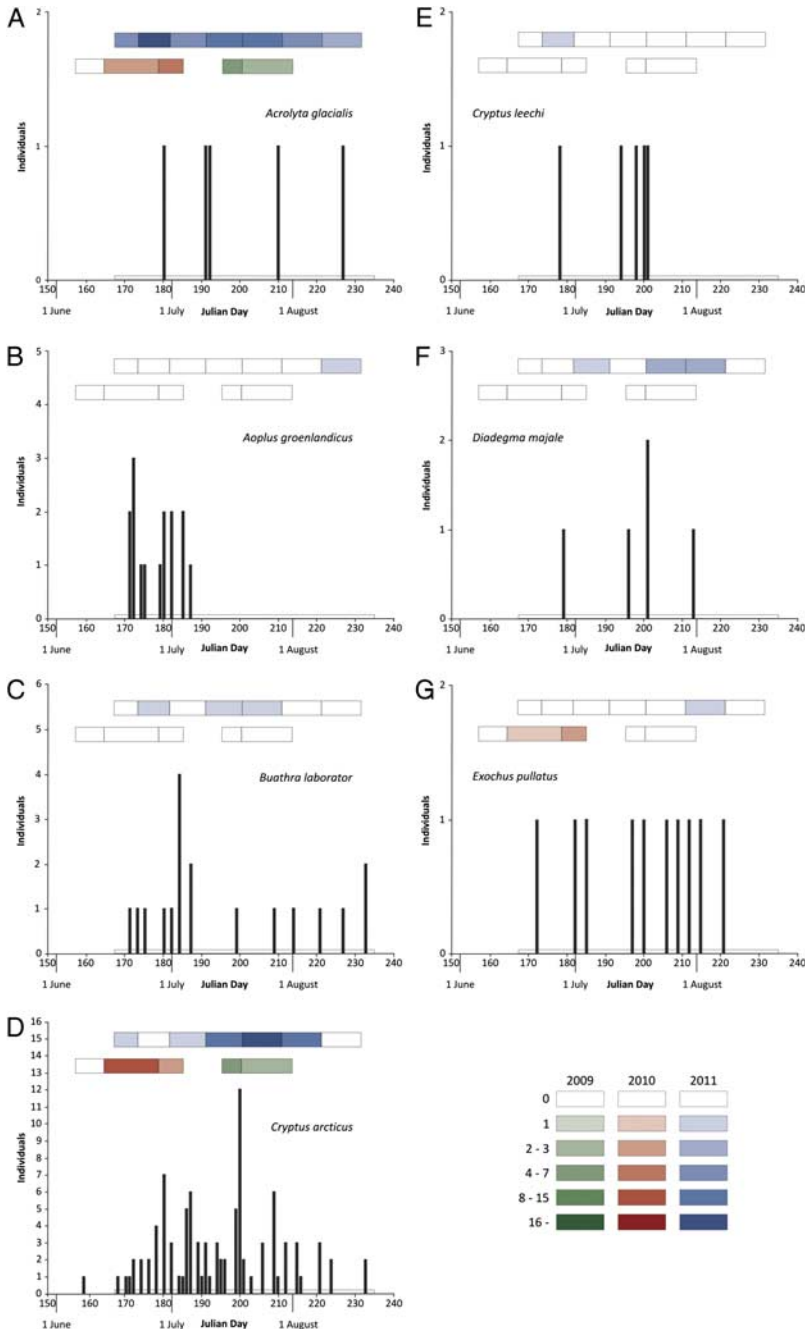 A
2
1
0
Individuals
Acrolyta glacialis
150 160 170 180 190 200 210 220 230 240
1 June 1 July Julian Day 1 August
B
5
4
3
2
1
0
Individuals
Aoplus groenlandicus
150 160 170 180 190 200 210 220 230 240
1 June 1 July Julian Day 1 August
C
6
5
4
3
2
1
0
Individuals
Buathra laborator
150 160 170 180 190 200 210 220 230 240
1 June 1 July Julian Day 1 August
D
16
15
14
13
12
11
10
9
8
7
6
5
4
3
2
1
0
Individuals
Cryptus arcticus
150 160 170 180 190 200 210 220 230 240
1 June 1 July Julian Day 1 August
E
2
1
0
Individuals
Cryptus leechi
150 160 170 180 190 200 210 220 230 240
1 June 1 July Julian Day 1 August
F
3
2
1
0
Individuals
Diadegma majale
150 160 170 180 190 200 210 220 230 240
1 June 1 July Julian Day 1 August
G
2
1
0
Individuals
Exochus pullatus
150 160 170 180 190 200 210 220 230 240
1 June 1 July Julian Day 1 August
2009 2010 2011
0
1
2 - 3
4 - 7
8 - 15
16 -